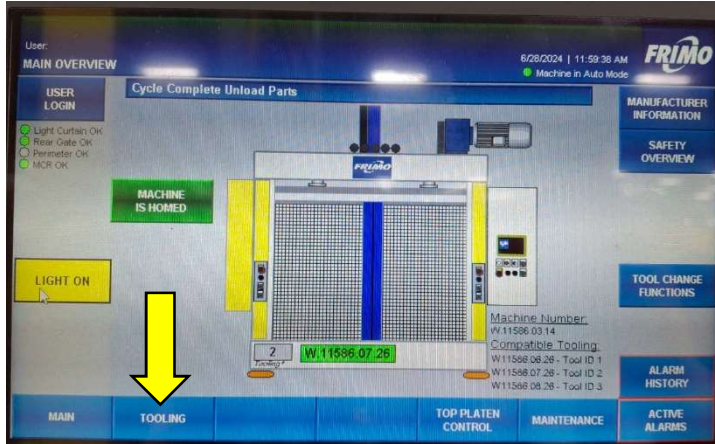 User:
MAIN OVERVIEW
6/28/2024 | 11:59:38 AM
Machine in Auto Mode
FRIMO
USER
LOGIN
Cycle Complete Unload Parts
MANUFACTURER
INFORMATION
Light Curtain OK
Rear Gate OK
Perimeter OK
MCR OK
SAFETY
OVERVIEW
FRIMO
MACHINE
IS HOMED
LIGHT ON
TOOL CHANGE
FUNCTIONS
Machine Number:
W.11586.03.14
Compatible Tooling:
W11586.06.26 - Tool ID 1
W11586.07.26 - Tool ID 2
W11586.08.26 - Tool ID 3
2
W.11586.07.26
ALARM
HISTORY
MAIN
TOOLING
TOP PLATEN
CONTROL
MAINTENANCE
ACTIVE
ALARMS